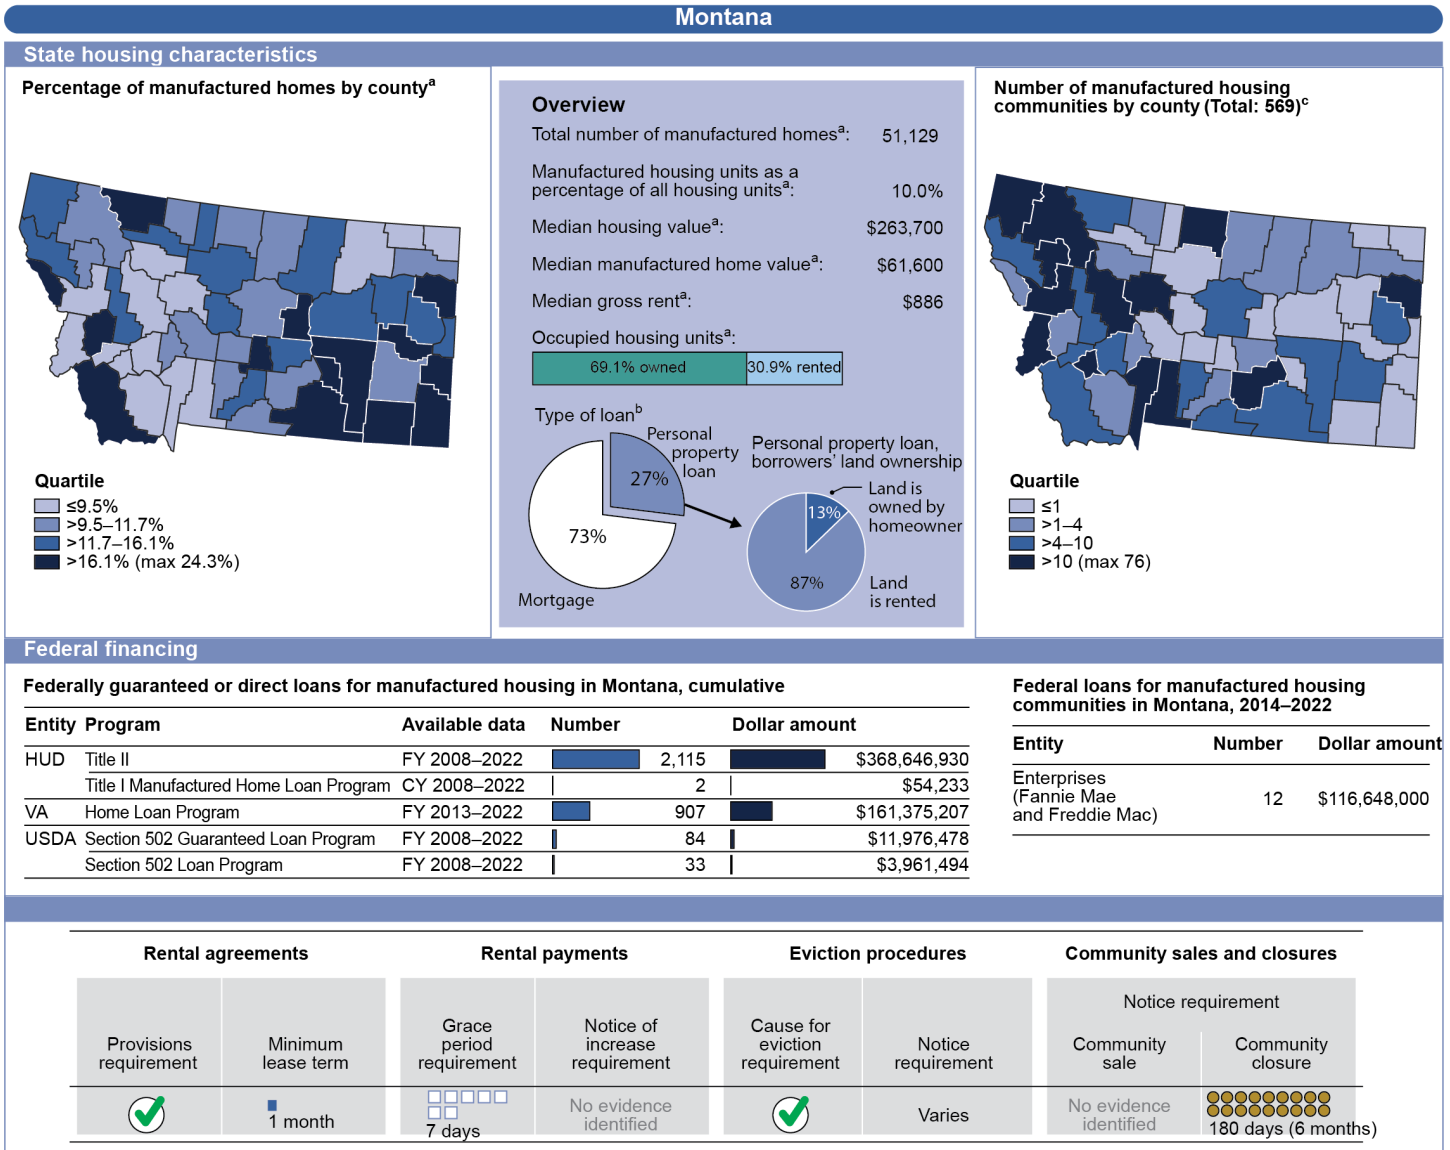 Montana
State housing characteristics
Percentage of manufactured homes by countyᵃ
Quartile
≤9.5%
>9.5–11.7%
>11.7–16.1%
>16.1% (max 24.3%)
Overview
Total number of manufactured homesᵃ: 51,129
Manufactured housing units as a
percentage of all housing unitsᵃ: 10.0%
Median housing valueᵃ: $263,700
Median manufactured home valueᵃ: $61,600
Median gross rentᵃ: $886
Occupied housing unitsᵃ:
69.1% owned 30.9% rented
Type of loanᵇ
Personal
property
loan
27%
73%
Mortgage
Personal property loan,
borrowers’ land ownership
Land is
owned by
homeowner
13%
87%
Land
is rented
Number of manufactured housing
communities by county (Total: 569)ᶜ
Quartile
≤1
>1–4
>4–10
>10 (max 76)
Federal financing
Federally guaranteed or direct loans for manufactured housing in Montana, cumulative
Entity Program Available data Number Dollar amount
HUD Title II FY 2008–2022 2,115 $368,646,930
Title I Manufactured Home Loan Program CY 2008–2022 2 $54,233
VA Home Loan Program FY 2013–2022 907 $161,375,207
USDA Section 502 Guaranteed Loan Program FY 2008–2022 84 $11,976,478
Section 502 Loan Program FY 2008–2022 33 $3,961,494
Federal loans for manufactured housing
communities in Montana, 2014–2022
Entity Number Dollar amount
Enterprises
(Fannie Mae
and Freddie Mac) 12 $116,648,000
Rental agreements Rental payments Eviction procedures Community sales and closures
Provisions
requirement
Minimum
lease term
1 month
Grace
period
requirement
7 days
Notice of
increase
requirement
No evidence
identified
Cause for
eviction
requirement
Notice
requirement
Varies
Notice requirement
Community
sale
No evidence
identified
Community
closure
180 days (6 months)